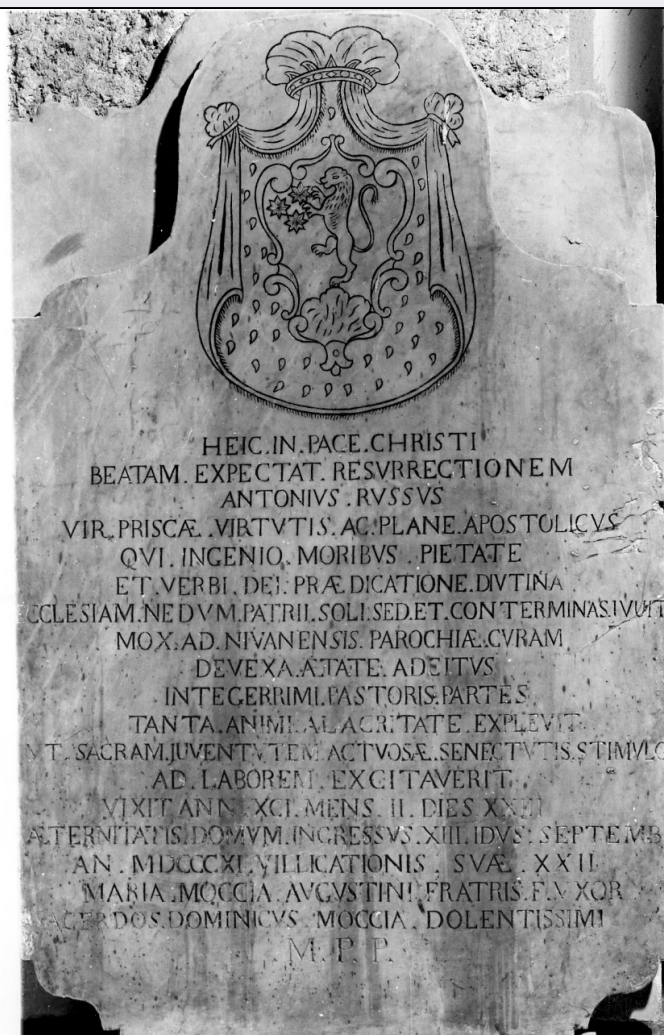 HEIC.IN.PACE.CHRISTI
BEATAM.EXPECTAT.RESVRRECTIONEM
ANTONIVS.RVSSVS
VIR.PRISCÆ.VIRTVTIS.AC.PLANE.APOSTOLICVS
QVI.INGENIO.MORIBVS PIETATE
ET.VERBI.DEI.PRÆDICATIONE.DIVTINA
CCLESIAM.NEDVM.PATRII.SOLI.SED.ET.CONTERMINAS.IVVIT
MOX.AD.NIVANENSIS.PAROCHIÆ.CVRAM
DEVEXA.ÆTATE.ADEITVS
INTEGERRIMI.PASTORIS.PARTES
TANTA.ANIMI.ALACRITATE.EXPLEVIT
VT.SACRAM.JUVENTVTEM.ACTVOSÆ.SENECTVTIS.STIMVLO
AD.LABOREM.EXCITAVERIT
VIXIT.ANN.XCI.MENS.II.DIES
ÆTERNITATIS.DOMVM.INGRESSVS.XIII.IDVS.SEPTEMB
AN.MDCCCXI.VILLICATIONIS.SVÆ.XXII
MARIA.MOCCIA.AVGVSTINI.FRATRIS.F.VXOR
ACERDOS.DOMINICVS MOCCIA.DOLENTISSIMI
M.P.P.